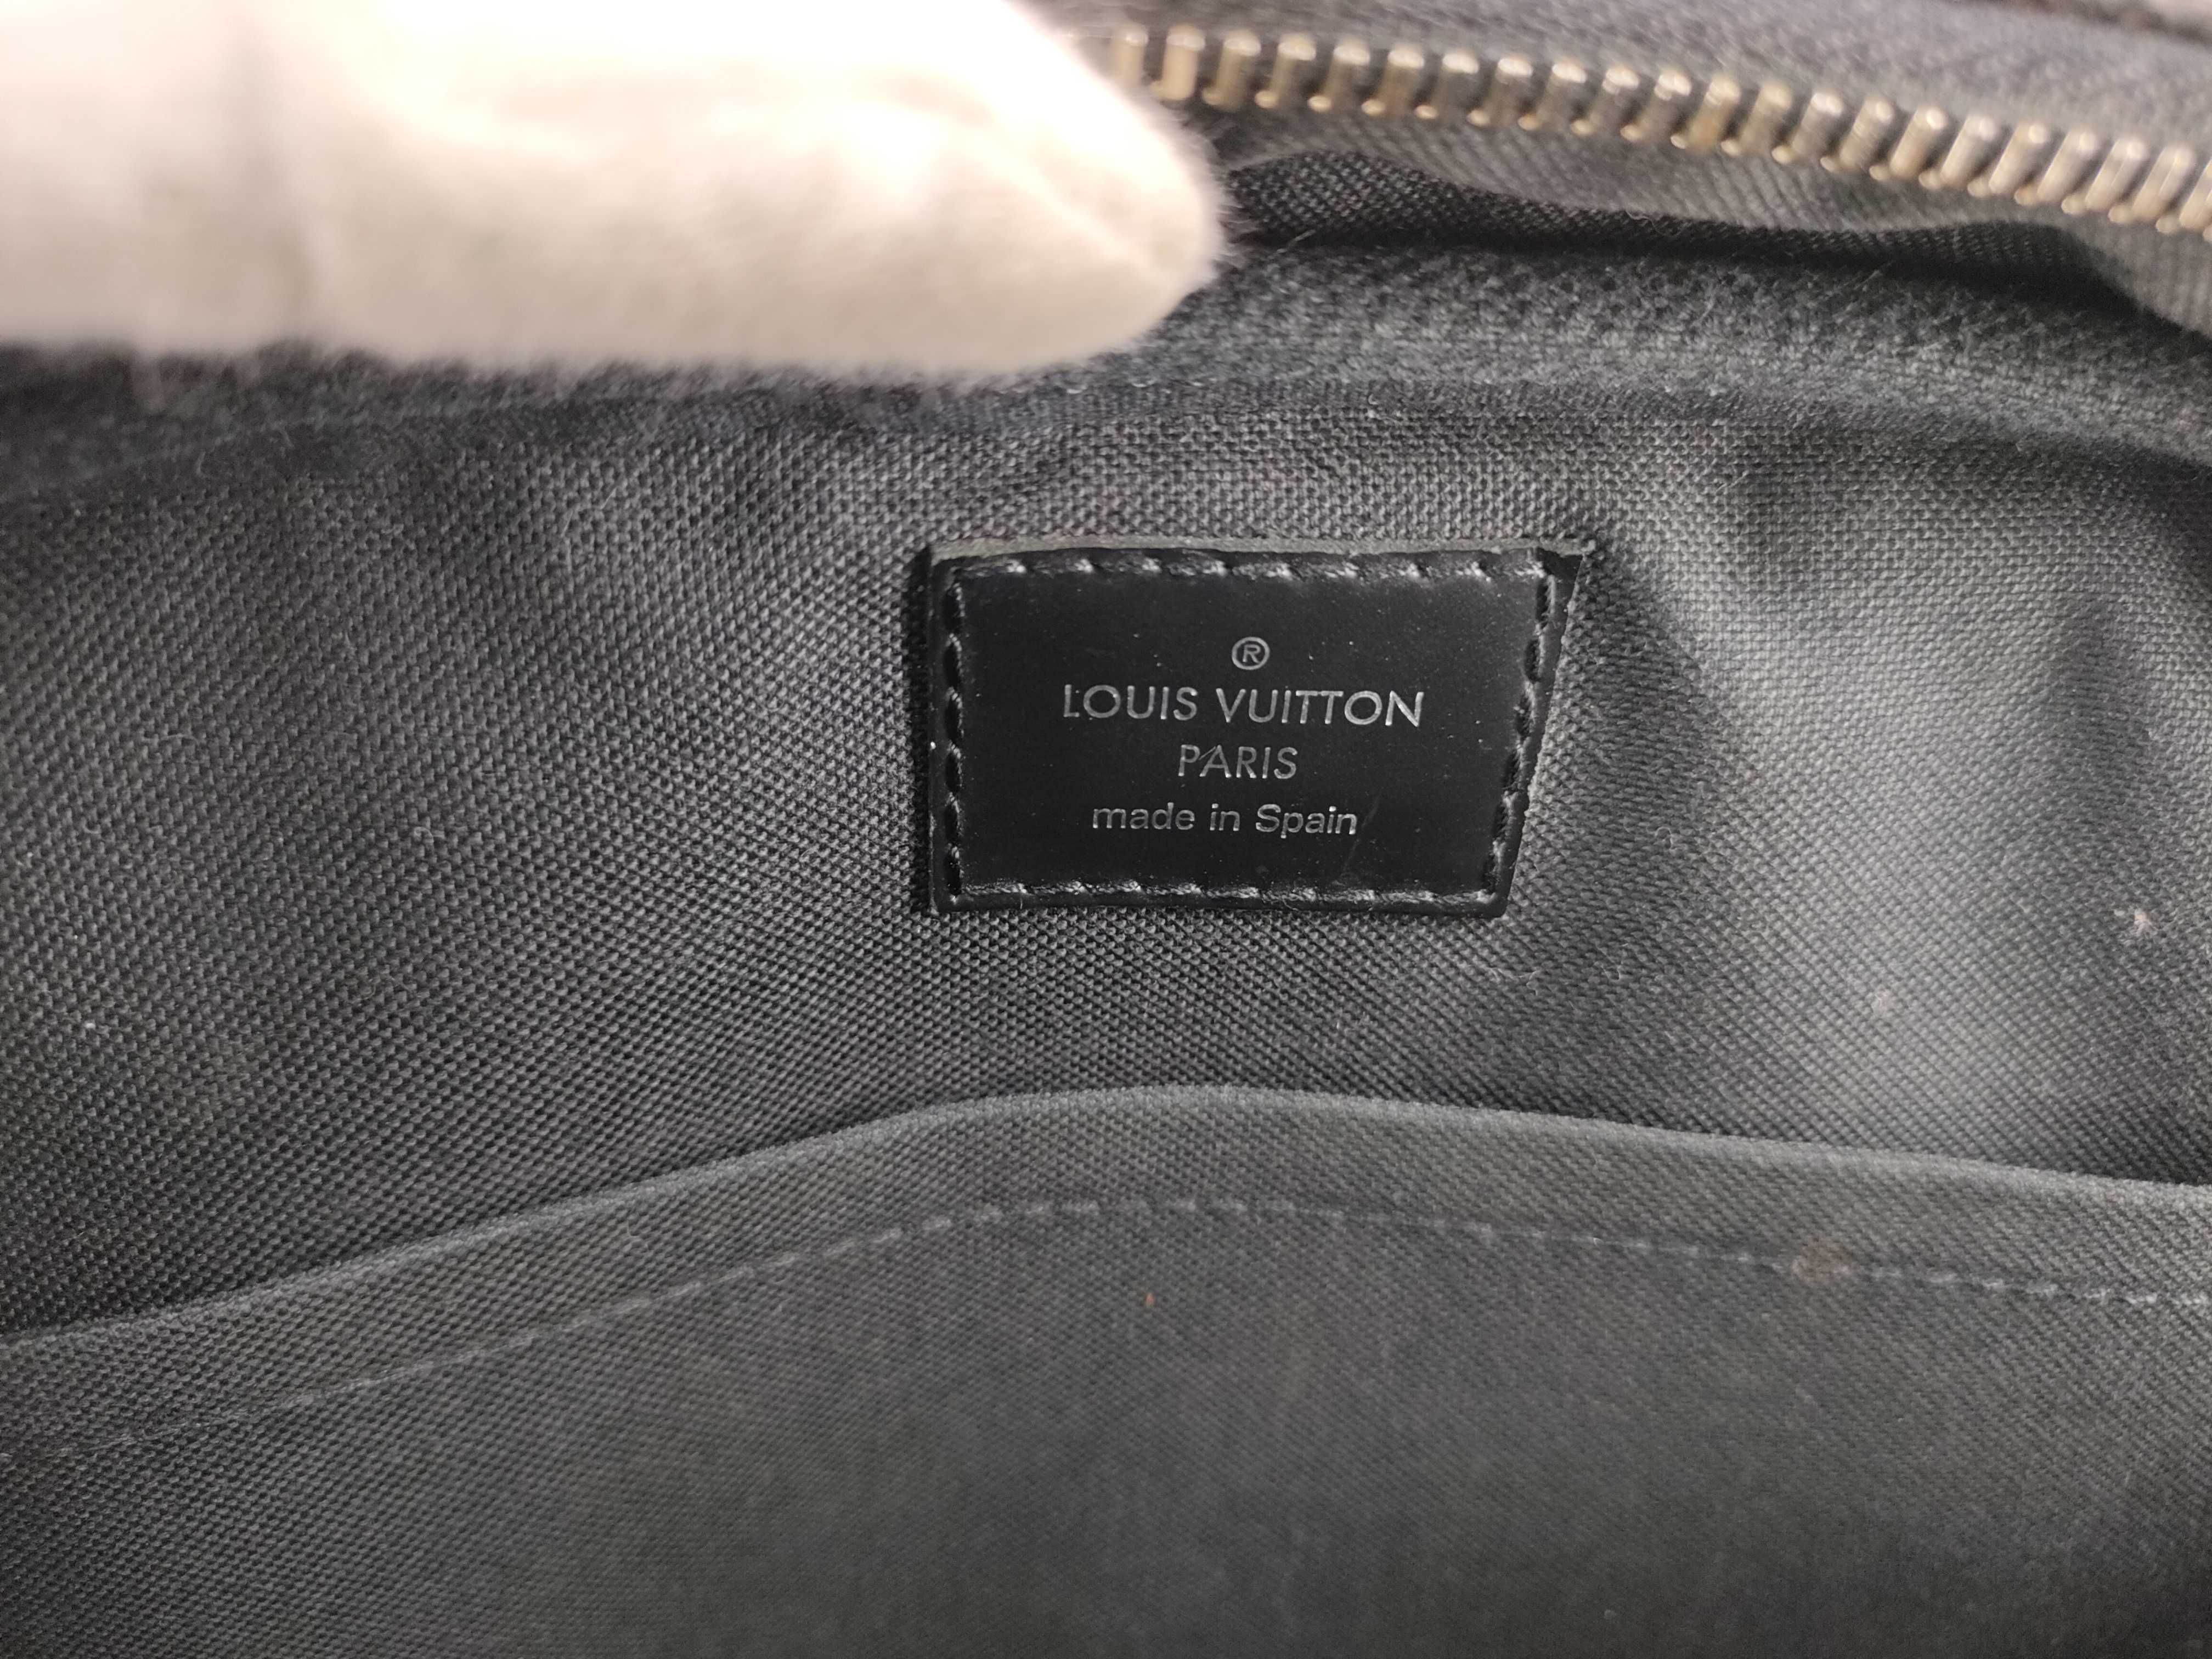 ®
LOUIS VUITTON
PARIS
made in Spain